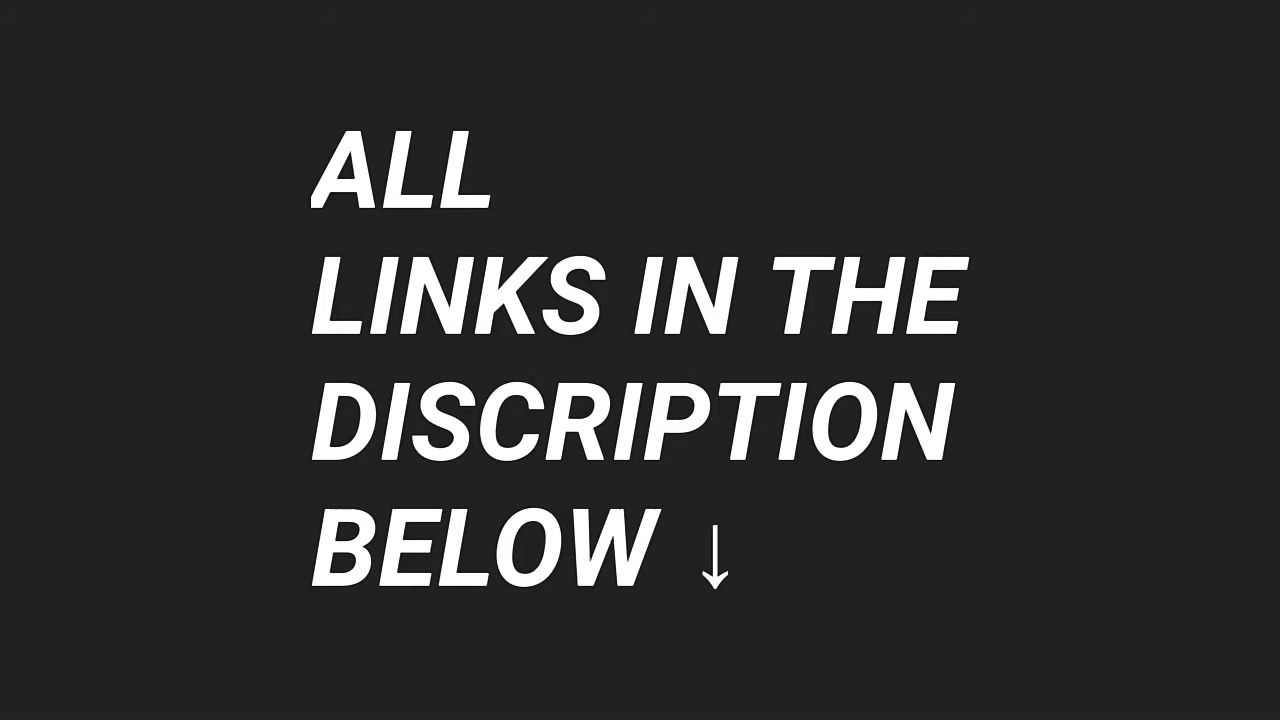 ALL
LINKS IN THE
DISCRIPTION
BELOW ↓